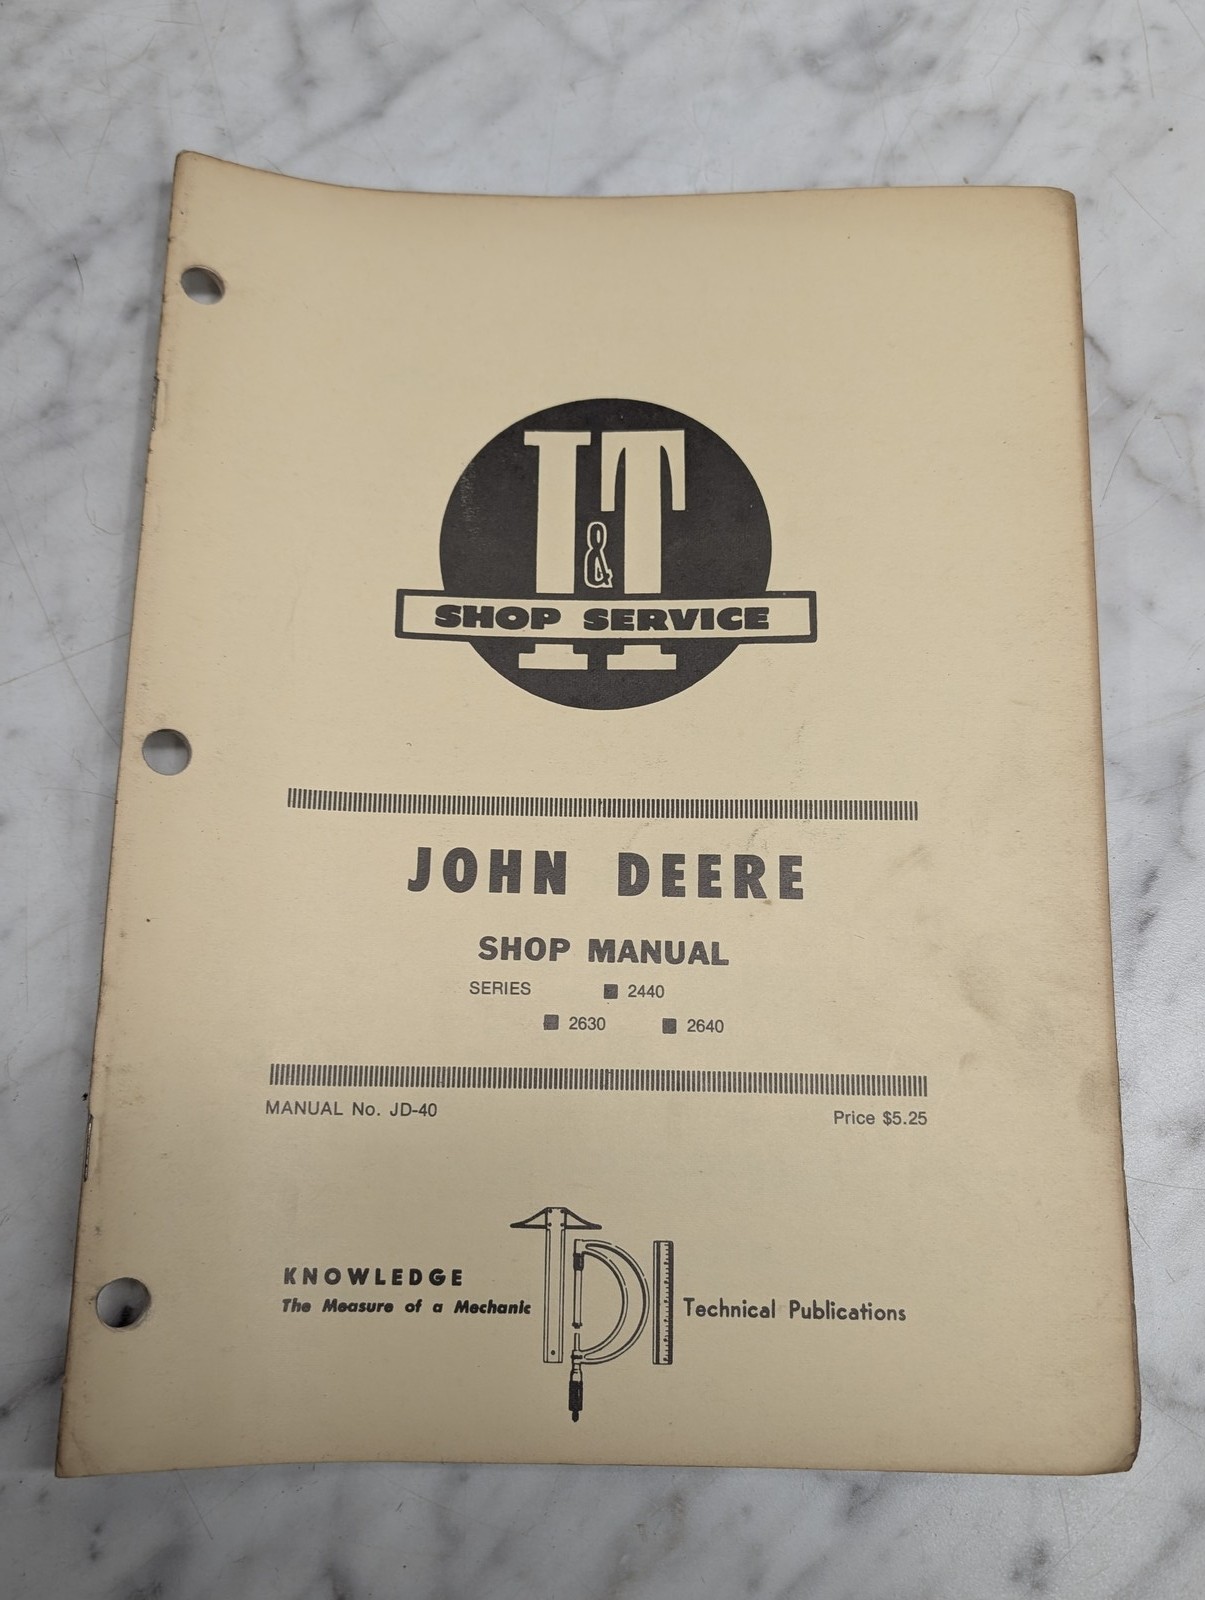 I&T
SHOP SERVICE
JOHN DEERE
SHOP MANUAL
SERIES ■ 2440
■ 2630 ■ 2640
MANUAL No. JD-40 Price $5.25
KNOWLEDGE
The Measure of a Mechanic
Technical Publications